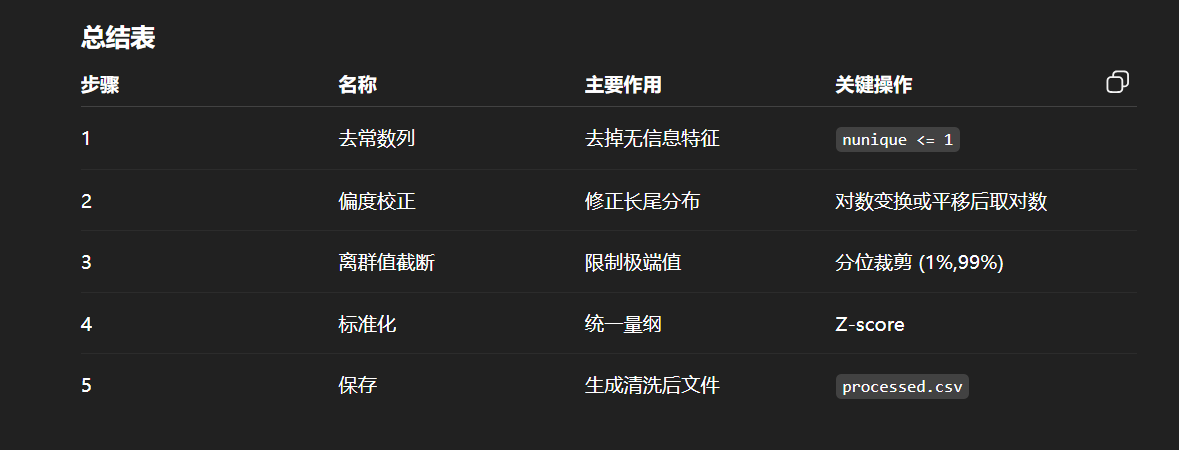 总结表
步骤 名称 主要作用 关键操作
1 去常数列 去掉无信息特征 nunique <= 1
2 偏度校正 修正长尾分布 对数变换或平移后取对数
3 离群值截断 限制极端值 分位裁剪 (1%,99%)
4 标准化 统一量纲 Z-score
5 保存 生成清洗后文件 processed.csv